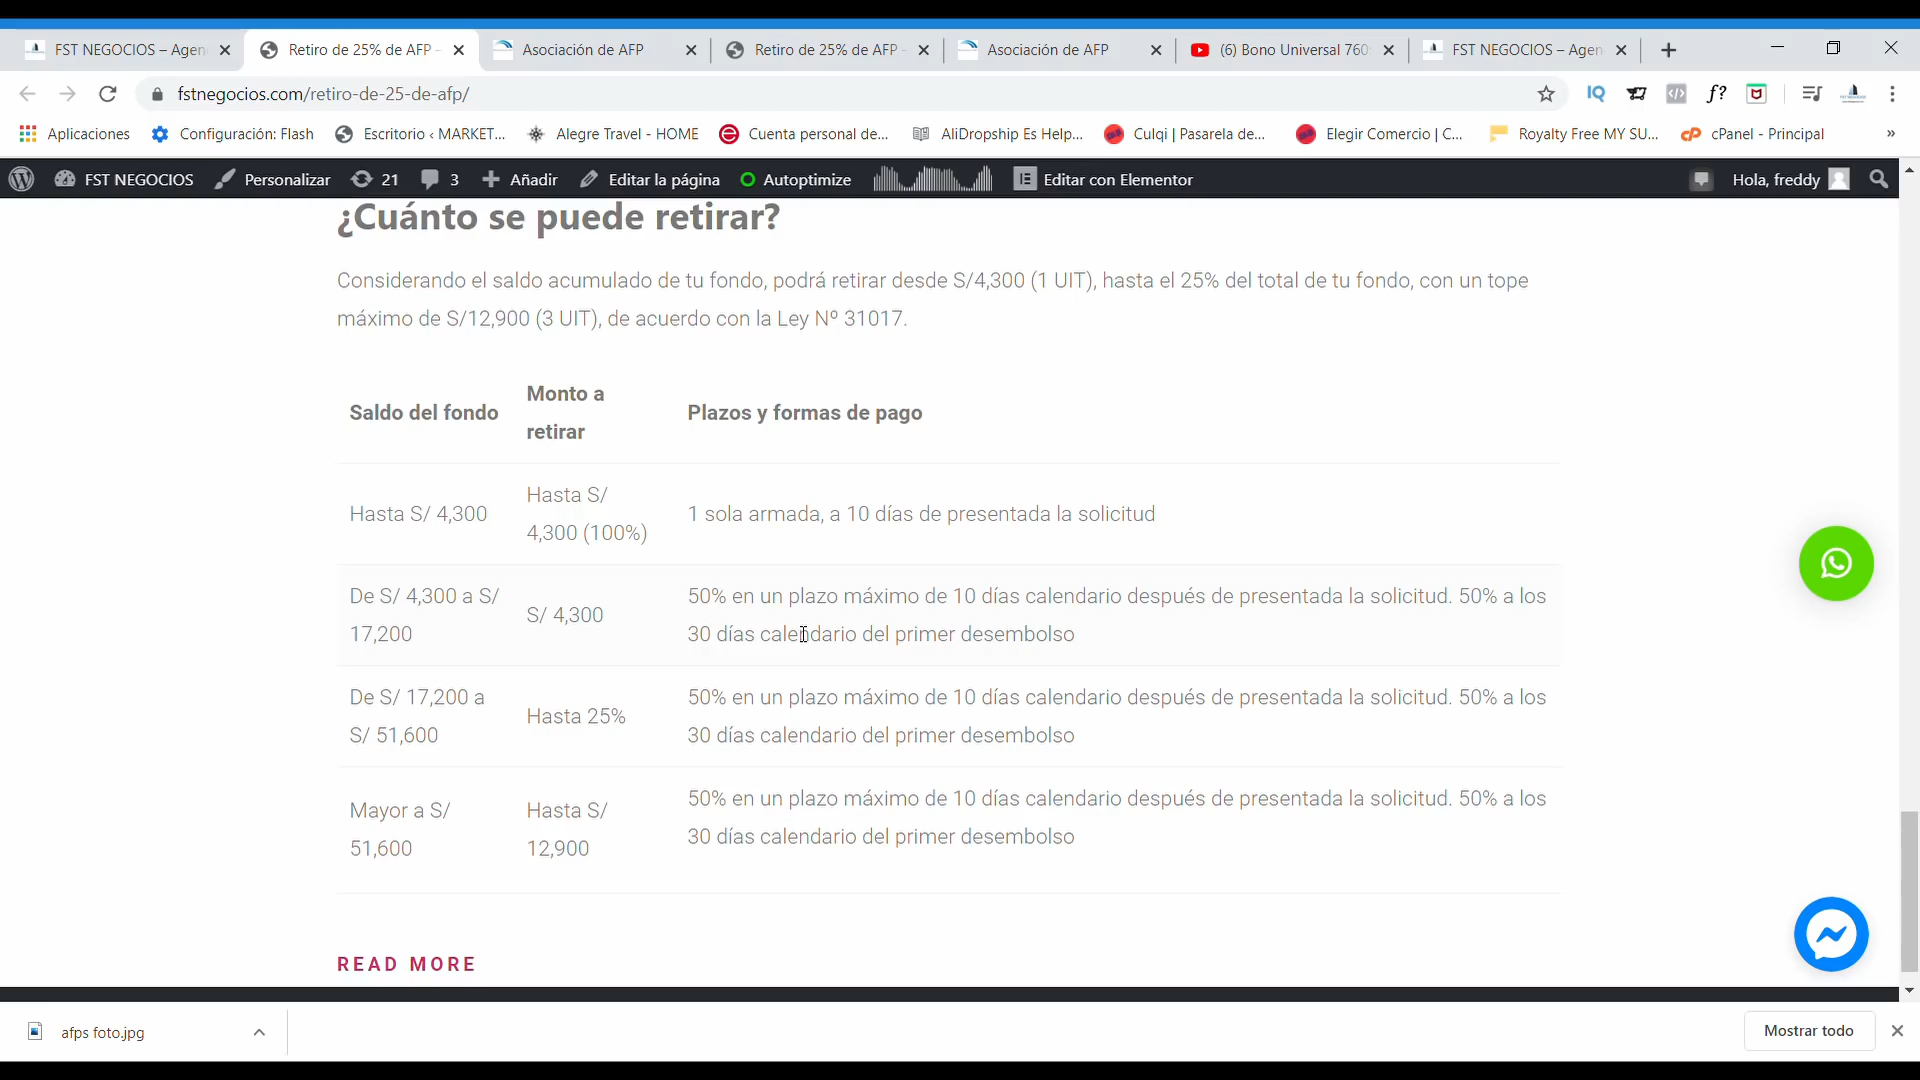 FST NEGOCIOS – Agen
Retiro de 25% de AFP –
Asociación de AFP
Retiro de 25% de AFP –
Asociación de AFP
(6) Bono Universal 760
FST NEGOCIOS – Agen
fstnegocios.com/retiro-de-25-de-afp/
IQ
f?
Aplicaciones
Configuración: Flash
Escritorio ‹ MARKET...
Alegre Travel - HOME
Cuenta personal de...
AliDropship Es Help...
Culqi | Pasarela de...
Elegir Comercio | C...
Royalty Free MY SU...
cPanel - Principal
»
FST NEGOCIOS
Personalizar
21
3
Añadir
Editar la página
Autoptimize
Editar con Elementor
Hola, freddy
¿Cuánto se puede retirar?
Considerando el saldo acumulado de tu fondo, podrá retirar desde S/4,300 (1 UIT), hasta el 25% del total de tu fondo, con un tope
máximo de S/12,900 (3 UIT), de acuerdo con la Ley Nº 31017.
Saldo del fondo
Monto a
retirar
Plazos y formas de pago
Hasta S/ 4,300
Hasta S/
4,300 (100%)
1 sola armada, a 10 días de presentada la solicitud
De S/ 4,300 a S/
17,200
S/ 4,300
50% en un plazo máximo de 10 días calendario después de presentada la solicitud. 50% a los
30 días calendario del primer desembolso
De S/ 17,200 a
S/ 51,600
Hasta 25%
50% en un plazo máximo de 10 días calendario después de presentada la solicitud. 50% a los
30 días calendario del primer desembolso
Mayor a S/
51,600
Hasta S/
12,900
50% en un plazo máximo de 10 días calendario después de presentada la solicitud. 50% a los
30 días calendario del primer desembolso
READ MORE
afps foto.jpg
Mostrar todo